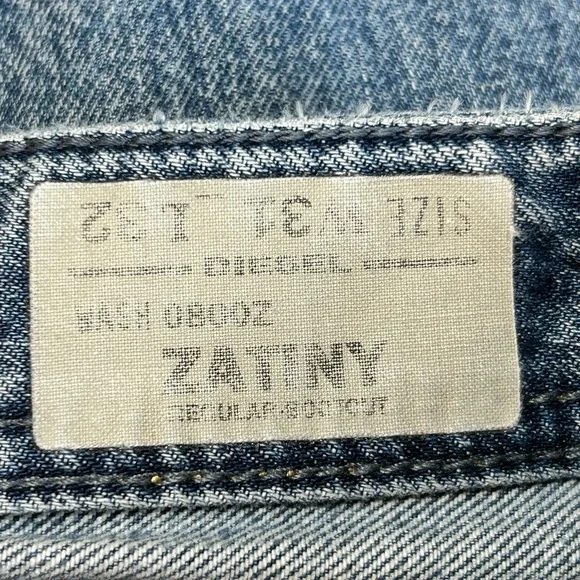 SIZE W31 L32
DIESEL
WASH 0800Z
ZATINY
REGULAR-BOOTCUT